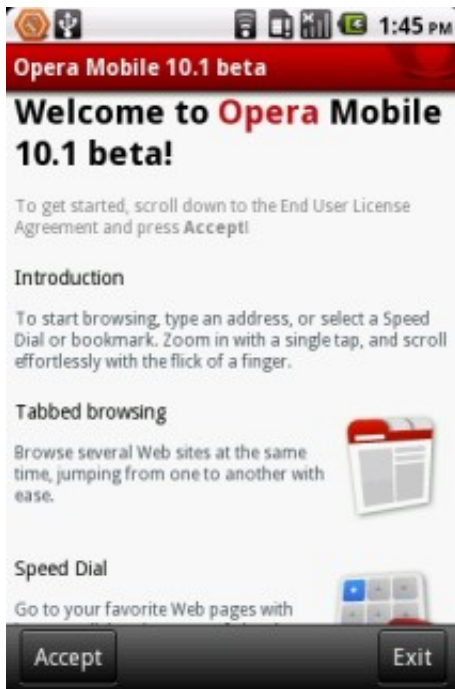 1:45 PM
Opera Mobile 10.1 beta
Welcome to Opera Mobile
10.1 beta!
To get started, scroll down to the End User License
Agreement and press Accept!
Introduction
To start browsing, type an address, or select a Speed
Dial or bookmark. Zoom in with a single tap, and scroll
effortlessly with the flick of a finger.
Tabbed browsing
Browse several Web sites at the same
time, jumping from one to another with
ease.
Speed Dial
Go to your favorite Web pages with
Accept
Exit